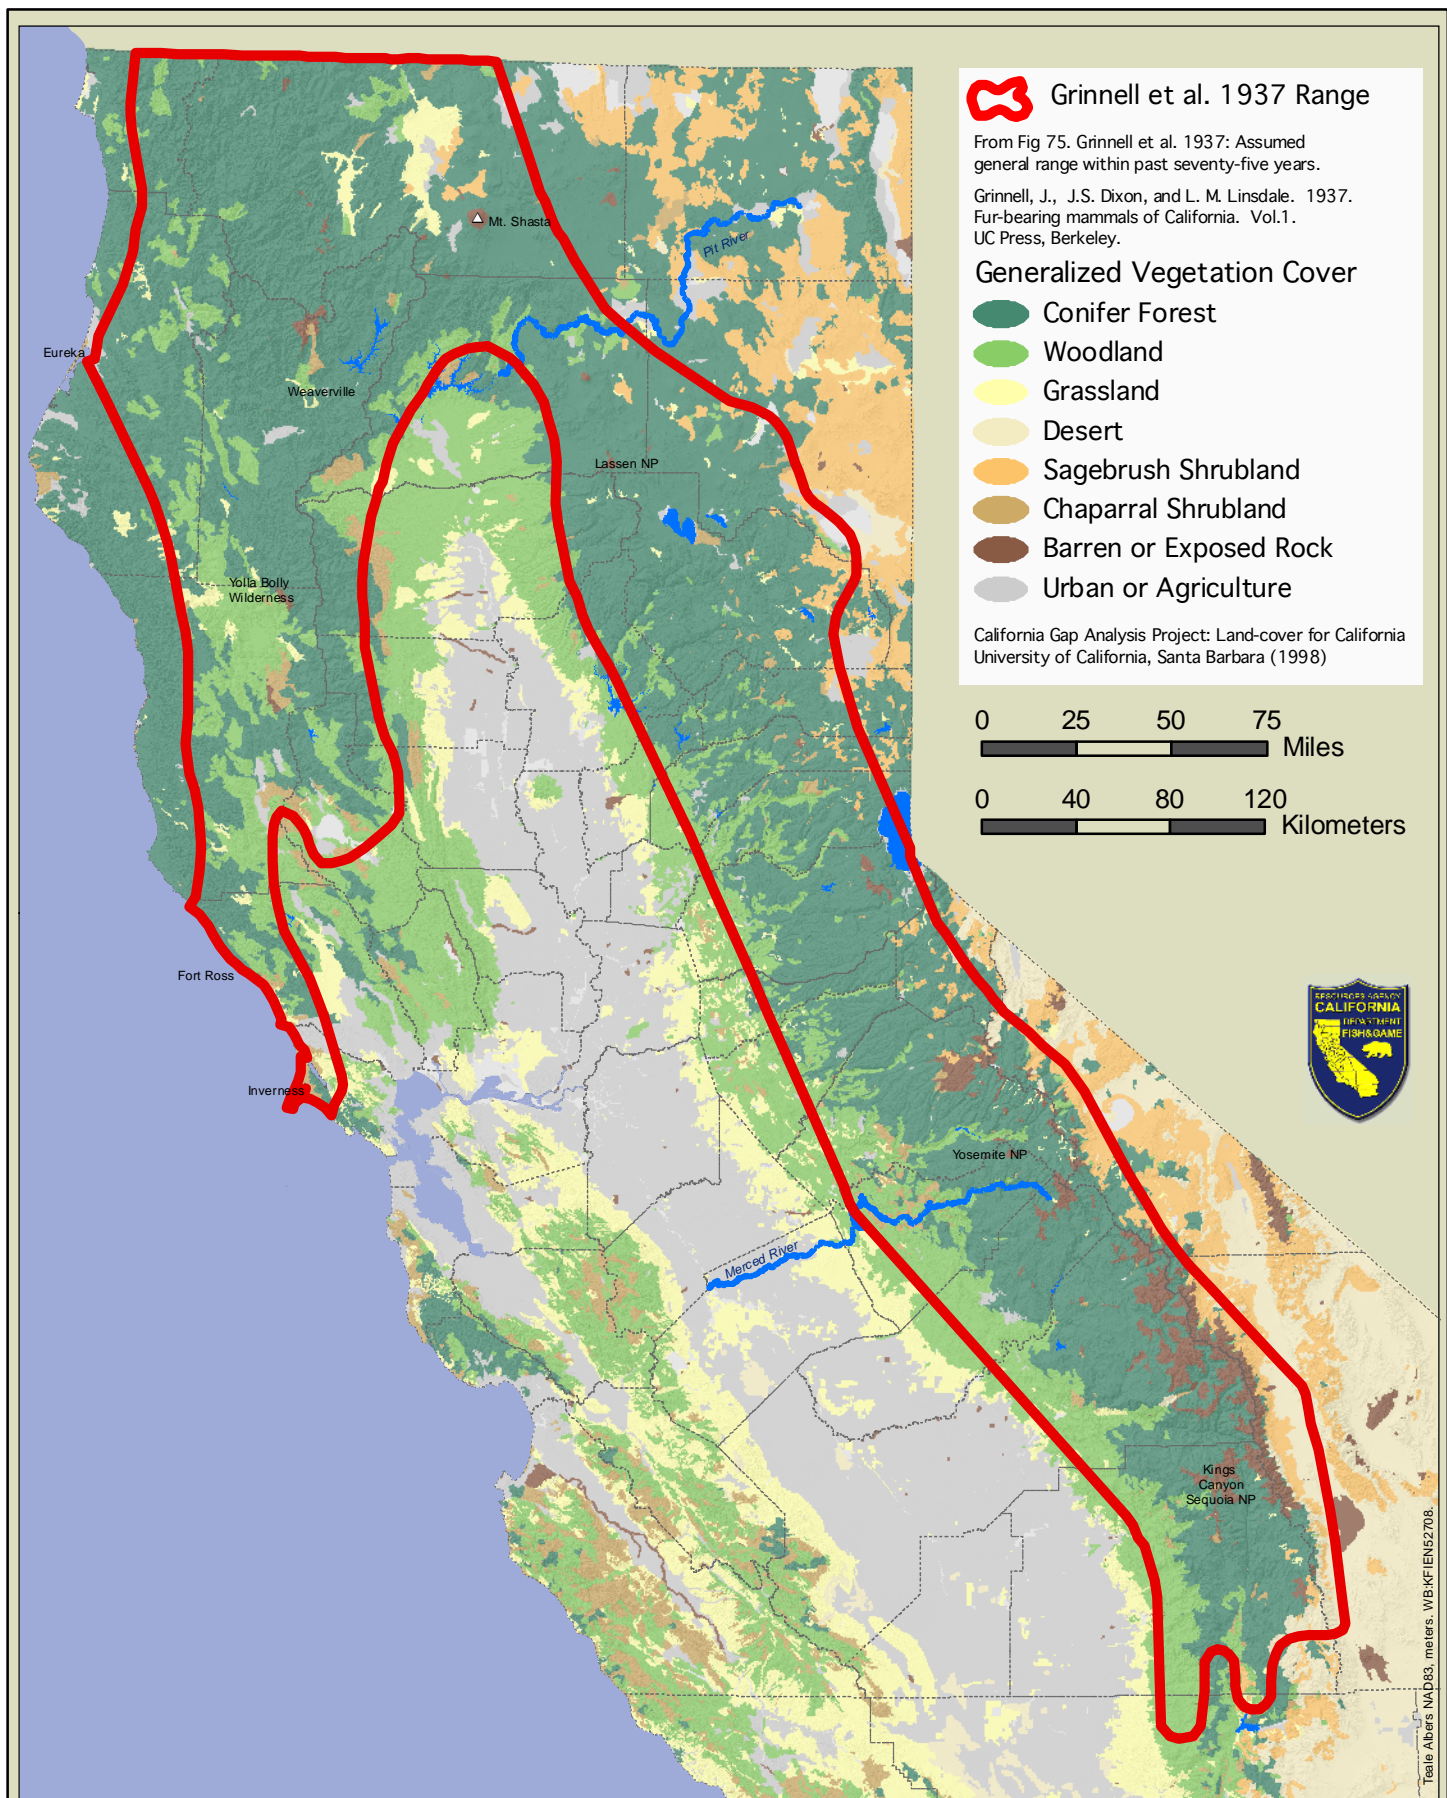 Grinnell et al. 1937 Range
From Fig 75. Grinnell et al. 1937: Assumed
general range within past seventy-five years.
Grinnell, J., J.S. Dixon, and L. M. Linsdale. 1937.
Fur-bearing mammals of California. Vol.1.
UC Press, Berkeley.
Generalized Vegetation Cover
Conifer Forest
Woodland
Grassland
Desert
Sagebrush Shrubland
Chaparral Shrubland
Barren or Exposed Rock
Urban or Agriculture
California Gap Analysis Project: Land-cover for California
University of California, Santa Barbara (1998)
0 25 50 75
Miles
0 40 80 120
Kilometers
RESOURCES AGENCY
CALIFORNIA
DEPARTMENT
FISH&GAME
Mt. Shasta
Pit River
Eureka
Weaverville
Lassen NP
Yolla Bolly
Wilderness
Fort Ross
Inverness
Yosemite NP
Merced River
Kings
Canyon
Sequoia NP
Teale Albers NAD83, meters. WB:KFIEN52708.